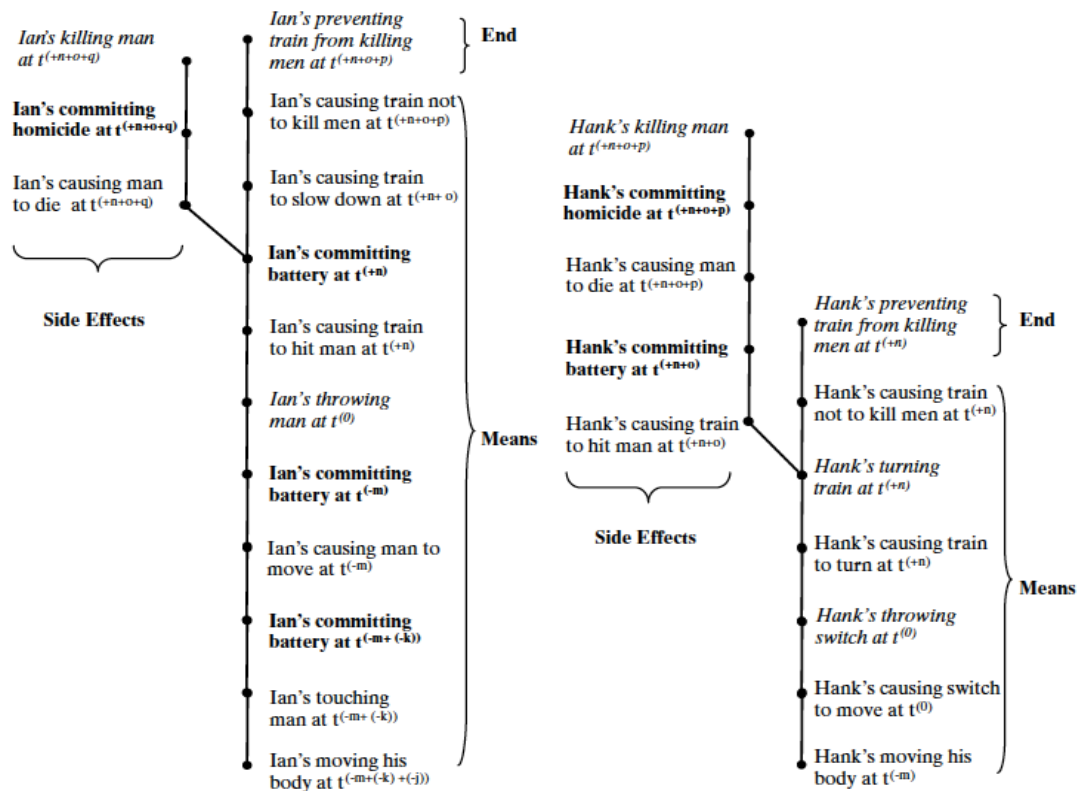 Ian's killing man
at t^(+n+o+q)
Ian's committing
homicide at t^(+n+o+q)
Ian's causing man
to die at t^(+n+o+q)
Side Effects
Ian's preventing
train from killing
men at t^(+n+o+p)
End
Ian's causing train not
to kill men at t^(+n+o+p)
Ian's causing train
to slow down at t^(+n+ o)
Ian's committing
battery at t^(+n)
Ian's causing train
to hit man at t^(+n)
Ian's throwing
man at t^(0)
Ian's committing
battery at t^(-m)
Ian's causing man to
move at t^(-m)
Ian's committing
battery at t^(-m+ (-k))
Ian's touching
man at t^(-m+ (-k))
Ian's moving his
body at t^(-m+(-k) +(-j))
Means
Hank's killing man
at t^(+n+o+p)
Hank's committing
homicide at t^(+n+o+p)
Hank's causing man
to die at t^(+n+o+p)
Hank's committing
battery at t^(+n+o)
Hank's causing train
to hit man at t^(+n+o)
Side Effects
Hank's preventing
train from killing
men at t^(+n)
End
Hank's causing train
not to kill men at t^(+n)
Hank's turning
train at t^(+n)
Hank's causing train
to turn at t^(+n)
Hank's throwing
switch at t^(0)
Hank's causing switch
to move at t^(0)
Hank's moving his
body at t^(-m)
Means